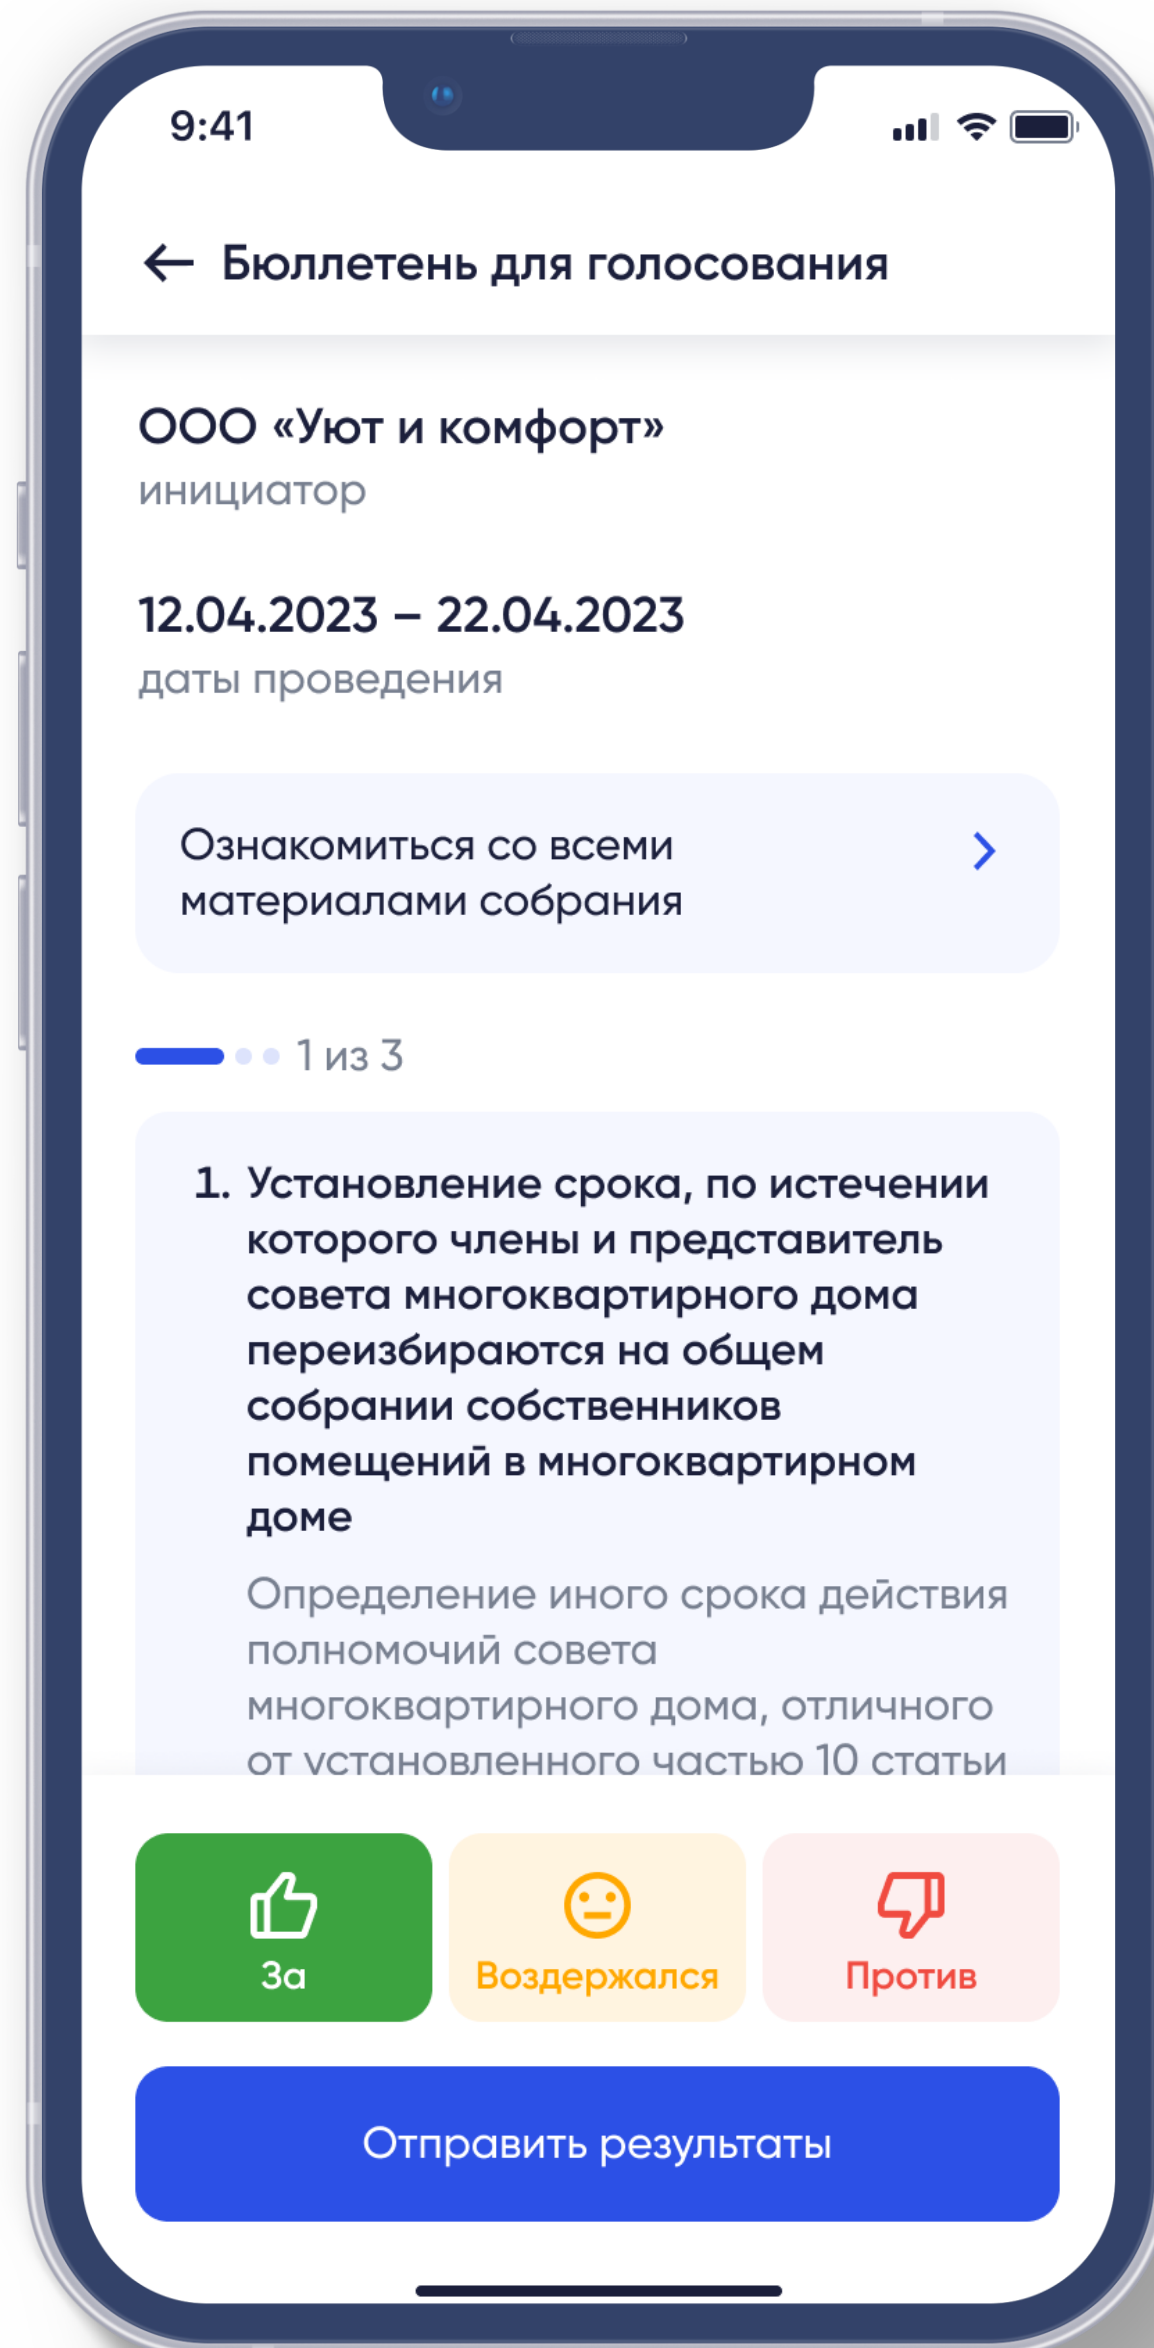 9:41
Бюллетень для голосования
ООО «Уют и комфорт»
инициатор
12.04.2023 – 22.04.2023
даты проведения
Ознакомиться со всеми
материалами собрания
1 из 3
1. Установление срока, по истечении
которого члены и представитель
совета многоквартирного дома
переизбираются на общем
собрании собственников
помещений в многоквартирном
доме
Определение иного срока действия
полномочий совета
многоквартирного дома, отличного
от установленного частью 10 статьи
За
Воздержался
Против
Отправить результаты